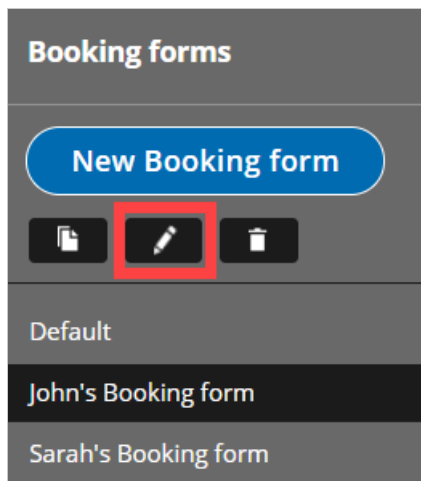 Booking forms
New Booking form
Default
John's Booking form
Sarah's Booking form